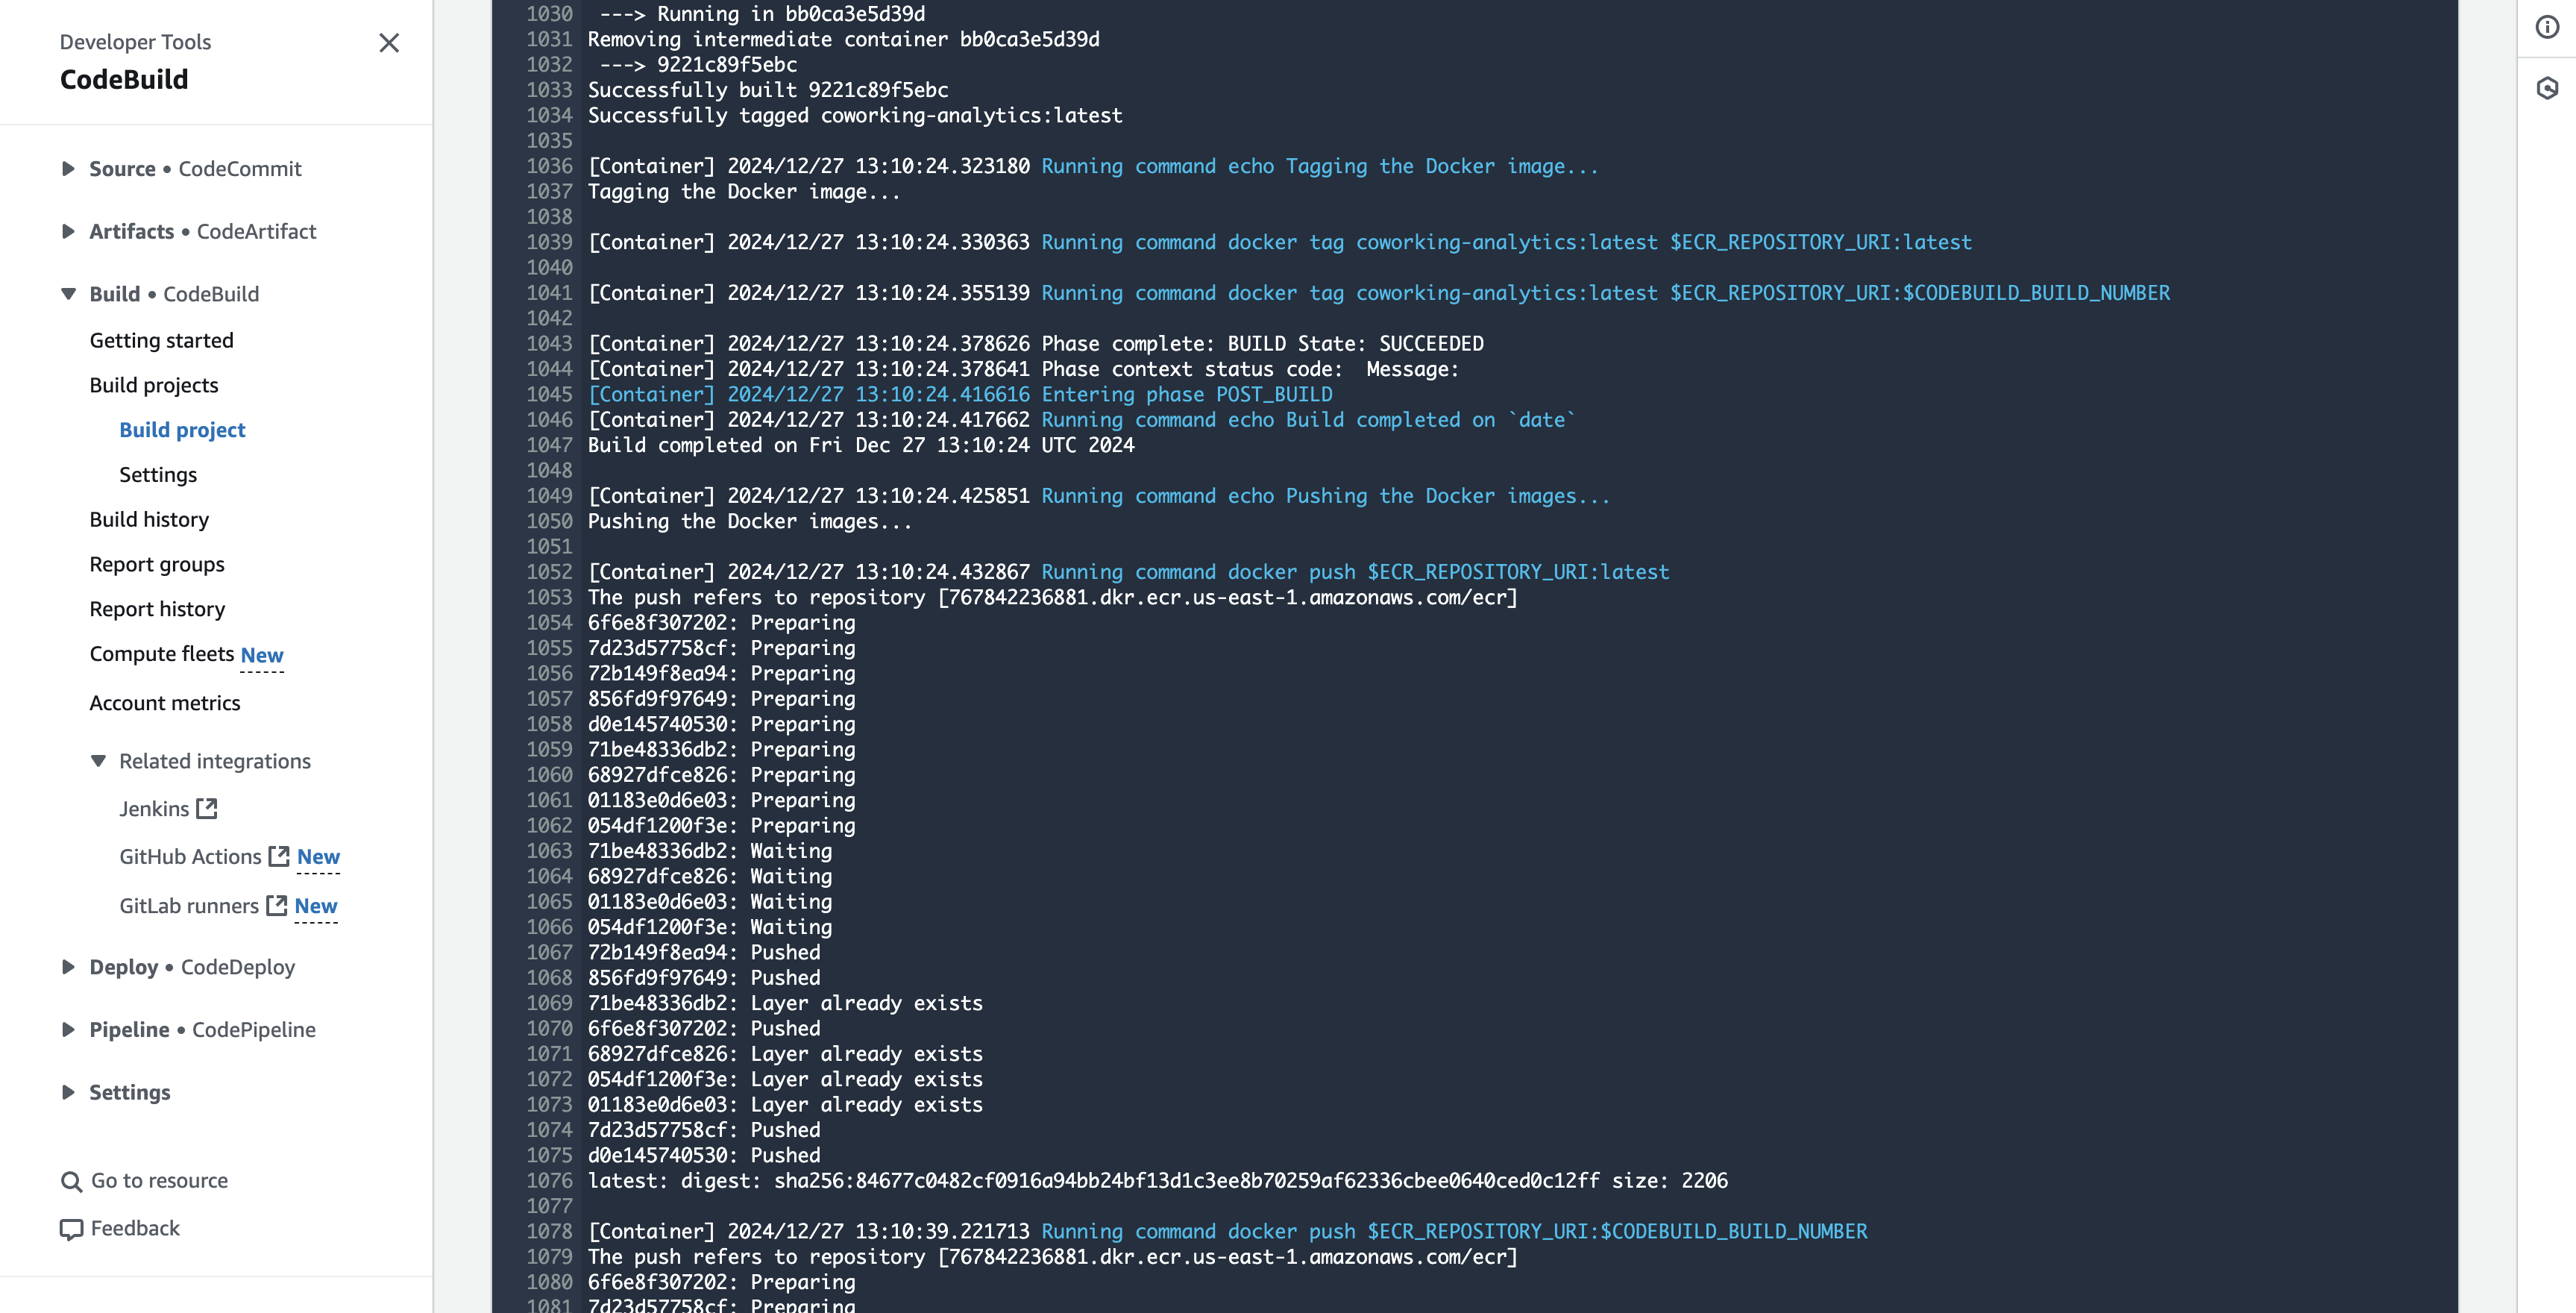 Developer Tools
CodeBuild
Source • CodeCommit
Artifacts • CodeArtifact
Build • CodeBuild
Getting started
Build projects
Build project
Settings
Build history
Report groups
Report history
Compute fleets New
Account metrics
Related integrations
Jenkins
GitHub Actions New
GitLab runners New
Deploy • CodeDeploy
Pipeline • CodePipeline
Settings
Go to resource
Feedback
1030 ---> Running in bb0ca3e5d39d
1031 Removing intermediate container bb0ca3e5d39d
1032 ---> 9221c89f5ebc
1033 Successfully built 9221c89f5ebc
1034 Successfully tagged coworking-analytics:latest
1035
1036 [Container] 2024/12/27 13:10:24.323180 Running command echo Tagging the Docker image...
1037 Tagging the Docker image...
1038
1039 [Container] 2024/12/27 13:10:24.330363 Running command docker tag coworking-analytics:latest $ECR_REPOSITORY_URI:latest
1040
1041 [Container] 2024/12/27 13:10:24.355139 Running command docker tag coworking-analytics:latest $ECR_REPOSITORY_URI:$CODEBUILD_BUILD_NUMBER
1042
1043 [Container] 2024/12/27 13:10:24.378626 Phase complete: BUILD State: SUCCEEDED
1044 [Container] 2024/12/27 13:10:24.378641 Phase context status code:  Message:
1045 [Container] 2024/12/27 13:10:24.416616 Entering phase POST_BUILD
1046 [Container] 2024/12/27 13:10:24.417662 Running command echo Build completed on `date`
1047 Build completed on Fri Dec 27 13:10:24 UTC 2024
1048
1049 [Container] 2024/12/27 13:10:24.425851 Running command echo Pushing the Docker images...
1050 Pushing the Docker images...
1051
1052 [Container] 2024/12/27 13:10:24.432867 Running command docker push $ECR_REPOSITORY_URI:latest
1053 The push refers to repository [767842236881.dkr.ecr.us-east-1.amazonaws.com/ecr]
1054 6f6e8f307202: Preparing
1055 7d23d57758cf: Preparing
1056 72b149f8ea94: Preparing
1057 856fd9f97649: Preparing
1058 d0e145740530: Preparing
1059 71be48336db2: Preparing
1060 68927dfce826: Preparing
1061 01183e0d6e03: Preparing
1062 054df1200f3e: Preparing
1063 71be48336db2: Waiting
1064 68927dfce826: Waiting
1065 01183e0d6e03: Waiting
1066 054df1200f3e: Waiting
1067 72b149f8ea94: Pushed
1068 856fd9f97649: Pushed
1069 71be48336db2: Layer already exists
1070 6f6e8f307202: Pushed
1071 68927dfce826: Layer already exists
1072 054df1200f3e: Layer already exists
1073 01183e0d6e03: Layer already exists
1074 7d23d57758cf: Pushed
1075 d0e145740530: Pushed
1076 latest: digest: sha256:84677c0482cf0916a94bb24bf13d1c3ee8b70259af62336cbee0640ced0c12ff size: 2206
1077
1078 [Container] 2024/12/27 13:10:39.221713 Running command docker push $ECR_REPOSITORY_URI:$CODEBUILD_BUILD_NUMBER
1079 The push refers to repository [767842236881.dkr.ecr.us-east-1.amazonaws.com/ecr]
1080 6f6e8f307202: Preparing
1081 7d23d57758cf: Preparing